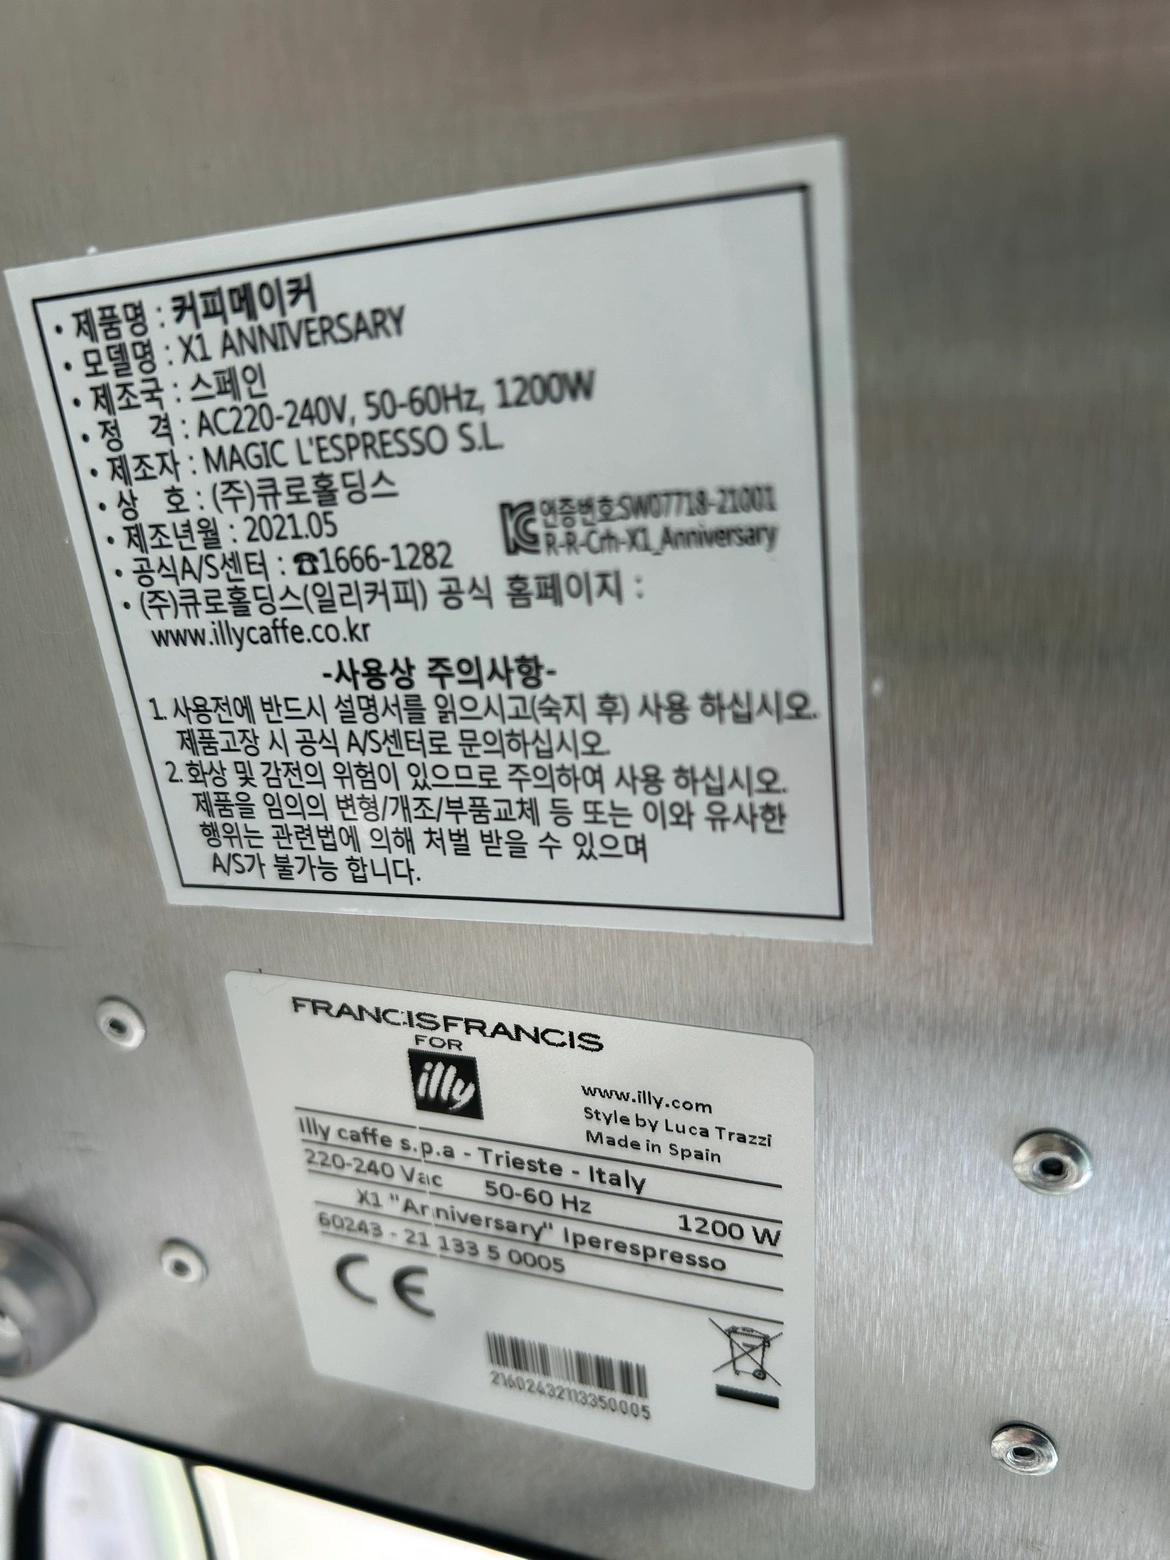 • 제품명 : 커피메이커
• 모델명 : X1 ANNIVERSARY
• 제조국 : 스페인
• 정 격 : AC220-240V, 50-60Hz, 1200W
• 제조자 : MAGIC L'ESPRESSO S.L.
• 상 호 : (주)큐로홀딩스
• 제조년월 : 2021.05
인증번호:SW07718-21001
R-R-Crh-X1_Anniversary
• 공식A/S센터 : ☎1666-1282
• (주)큐로홀딩스(일리커피) 공식 홈페이지 :
www.illycaffe.co.kr
-사용상 주의사항-
1. 사용전에 반드시 설명서를 읽으시고(숙지 후) 사용 하십시오.
제품고장 시 공식 A/S센터로 문의하십시오.
2. 화상 및 감전의 위험이 있으므로 주의하여 사용 하십시오.
제품을 임의의 변형/개조/부품교체 등 또는 이와 유사한
행위는 관련법에 의해 처벌 받을 수 있으며
A/S가 불가능 합니다.
FRANCISFRANCIS
FOR
illy
www.illy.com
Style by Luca Trazzi
Made in Spain
Illy caffe s.p.a - Trieste - Italy
220-240 Vac 50-60 Hz 1200 W
X1 "Anniversary" Iperespresso
60243 - 21 133 5 0005
CE
21602432113350005